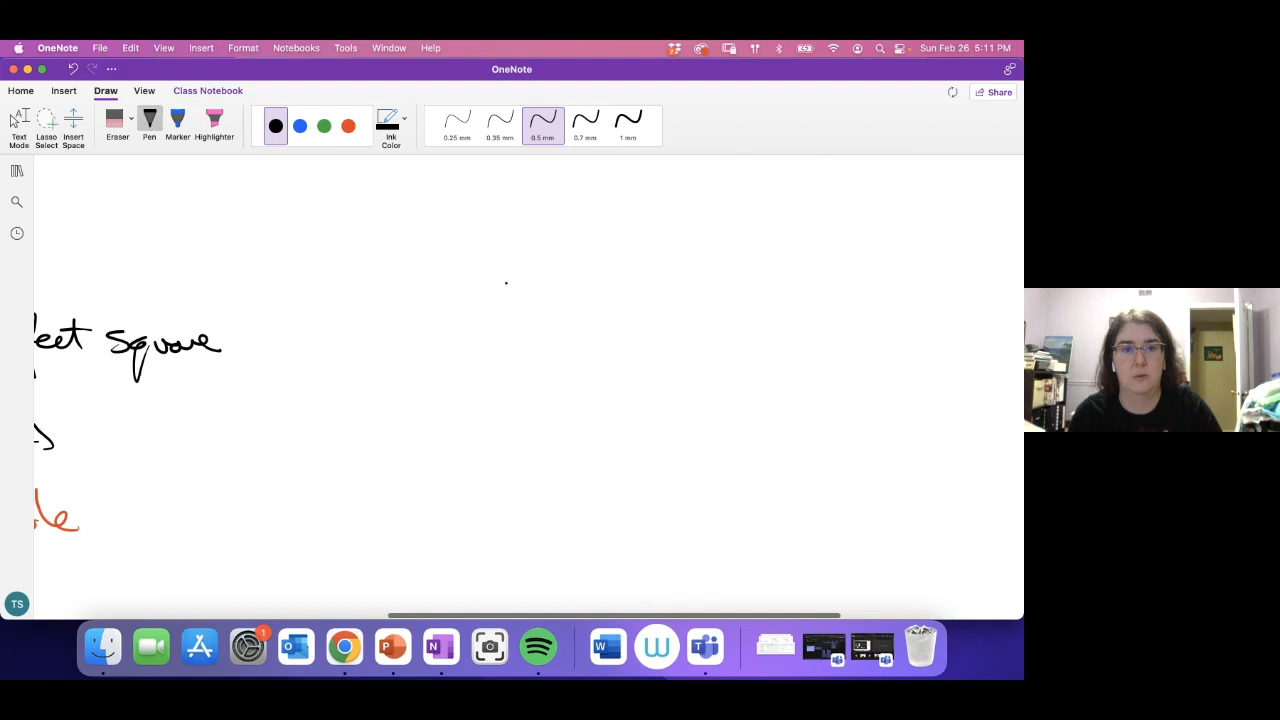 OneNote File Edit View Insert Format Notebooks Tools Window Help Sun Feb 26 5:11 PM
OneNote
Home Insert Draw View Class Notebook Share
Text Mode Lasso Select Insert Space Eraser Pen Marker Highlighter Ink Color 0.25 mm 0.35 mm 0.5 mm 0.7 mm 1 mm
square
TS
1